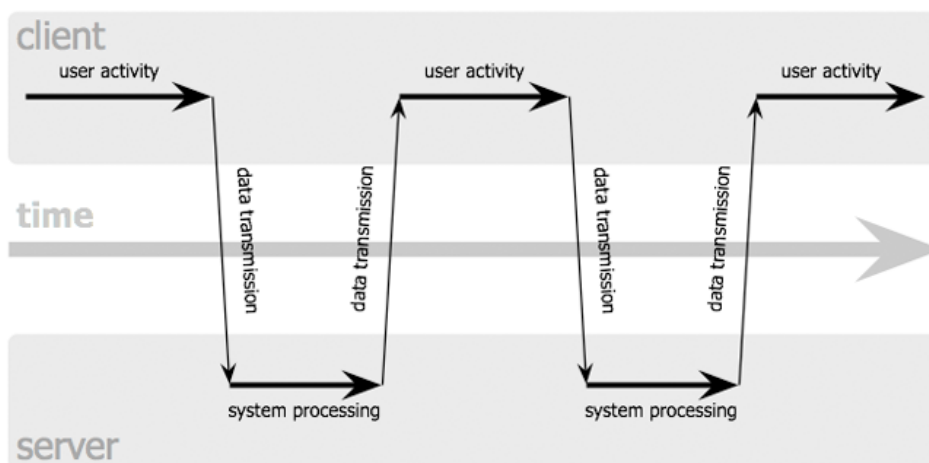 client
user activity
user activity
user activity
data transmission
data transmission
data transmission
data transmission
time
system processing
system processing
server